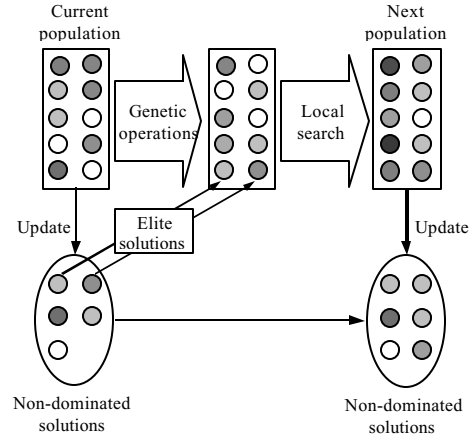 Current
population
Next
population
Genetic
operations
Local
search
Update
Elite
solutions
Update
Non-dominated
solutions
Non-dominated
solutions